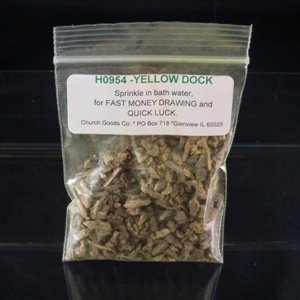 H0954 -YELLOW DOCK
Sprinkle in bath water,
for FAST MONEY DRAWING and
QUICK LUCK.
Church Goods Co. * PO Box 718 *Glenview IL 60025